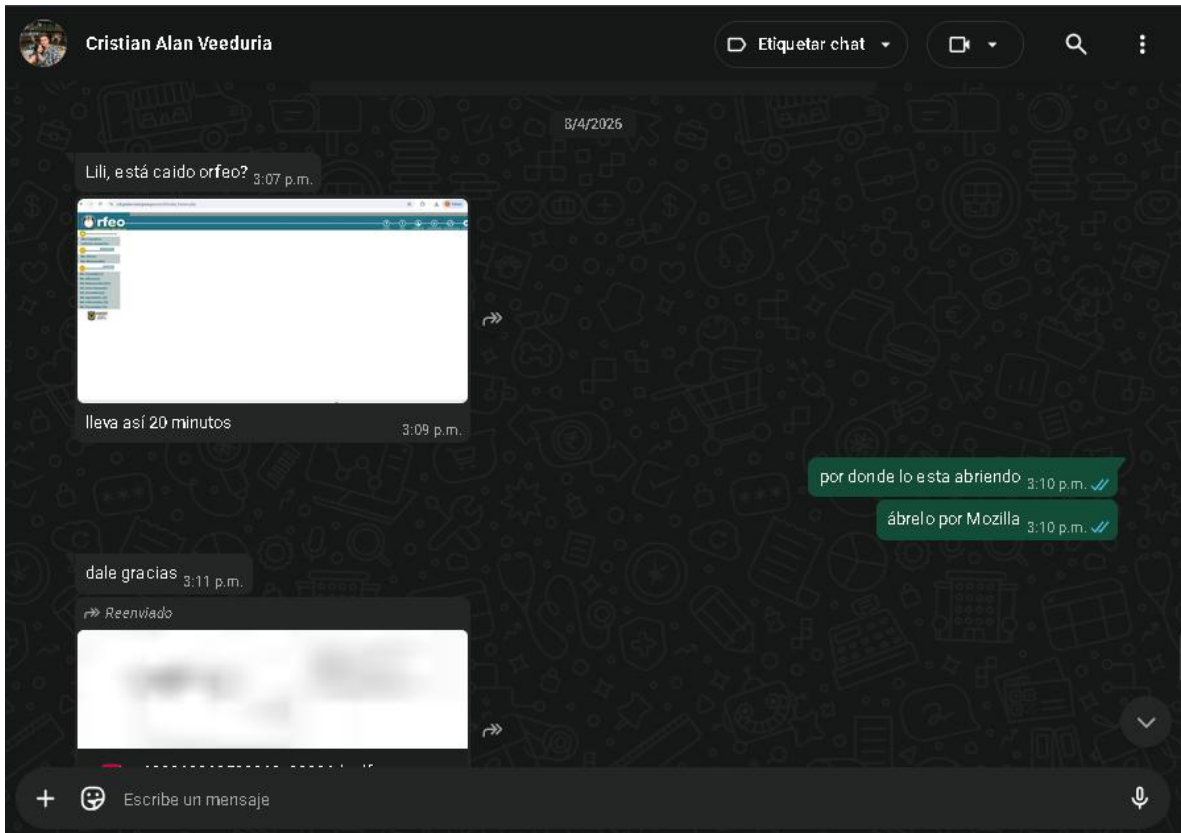 Cristian Alan Veeduria
Etiquetar chat
8/4/2026
Lili, está caido orfeo? 3:07 p.m.
rfeo
lleva así 20 minutos 3:09 p.m.
por donde lo esta abriendo 3:10 p.m.
ábrelo por Mozilla 3:10 p.m.
dale gracias 3:11 p.m.
Reenviado
Escribe un mensaje